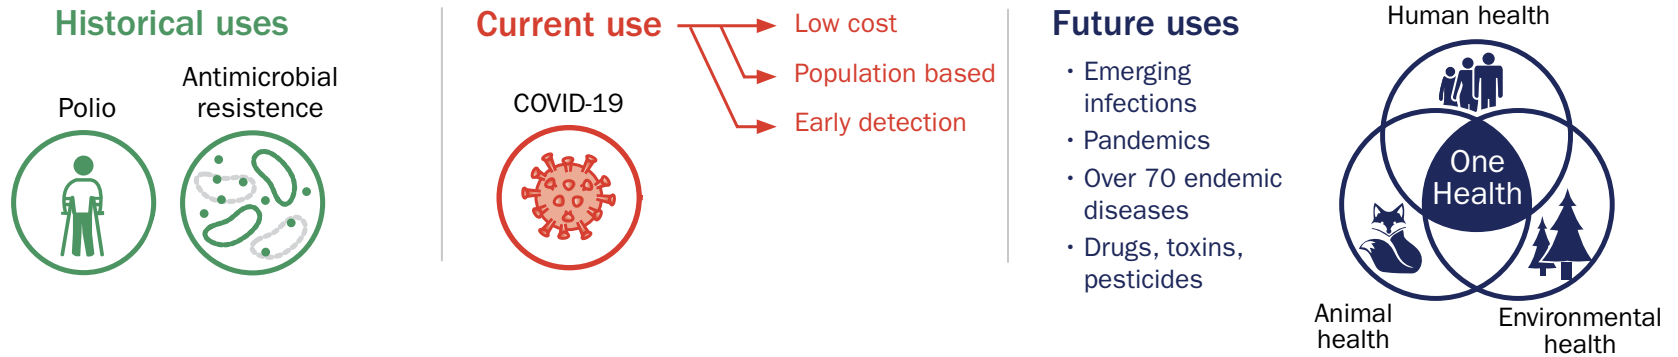 Historical uses
Polio
Antimicrobial
resistence
Current use
Low cost
Population based
Early detection
COVID-19
Future uses
· Emerging
infections
· Pandemics
· Over 70 endemic
diseases
· Drugs, toxins,
pesticides
Human health
One
Health
Animal
health
Environmental
health